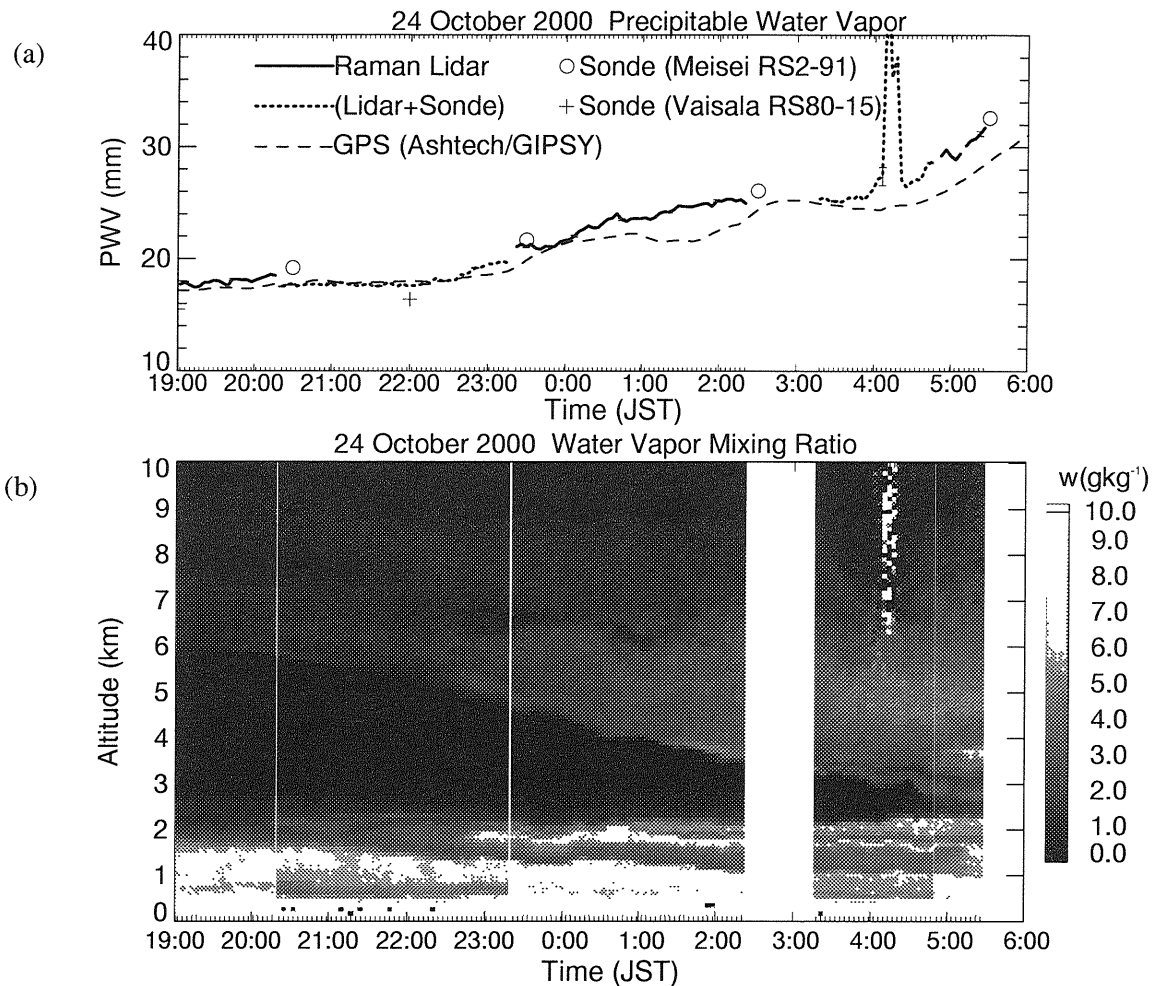 (a)
24 October 2000 Precipitable Water Vapor
40
30
20
10
PWV (mm)
Raman Lidar
Sonde (Meisei RS2-91)
(Lidar+Sonde)
Sonde (Vaisala RS80-15)
GPS (Ashtech/GIPSY)
19:00 20:00 21:00 22:00 23:00 0:00 1:00 2:00 3:00 4:00 5:00 6:00
Time (JST)
(b)
24 October 2000 Water Vapor Mixing Ratio
10
9
8
7
6
5
4
3
2
1
0
Altitude (km)
19:00 20:00 21:00 22:00 23:00 0:00 1:00 2:00 3:00 4:00 5:00 6:00
Time (JST)
w(gkg⁻¹)
10.0
9.0
8.0
7.0
6.0
5.0
4.0
3.0
2.0
1.0
0.0